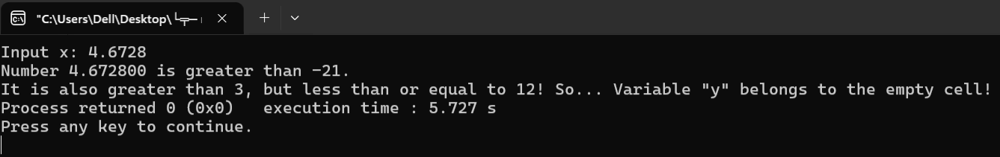 "C:\Users\Dell\Desktop\
Input x: 4.6728
Number 4.672800 is greater than -21.
It is also greater than 3, but less than or equal to 12! So... Variable "y" belongs to the empty cell!
Process returned 0 (0x0)   execution time : 5.727 s
Press any key to continue.